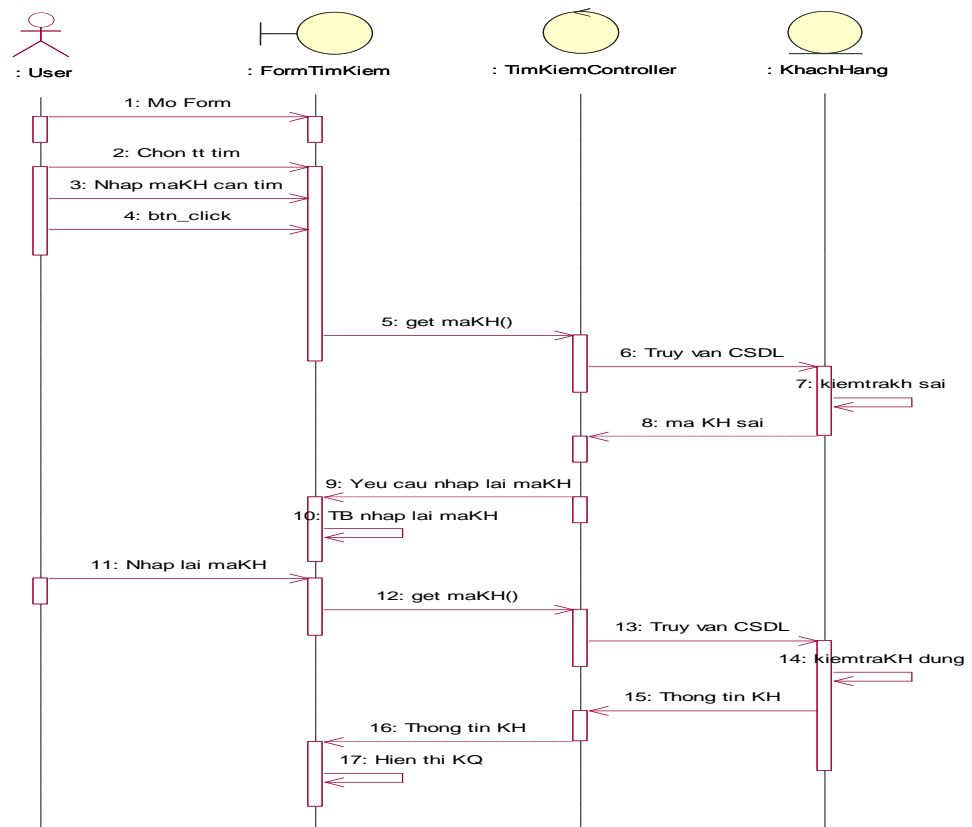 : User
: FormTimKiem
: TimKiemController
: KhachHang
1: Mo Form
2: Chon tt tim
3: Nhap maKH can tim
4: btn_click
5: get maKH()
6: Truy van CSDL
7: kiemtrakh sai
8: ma KH sai
9: Yeu cau nhap lai maKH
10: TB nhap lai maKH
11: Nhap lai maKH
12: get maKH()
13: Truy van CSDL
14: kiemtraKH dung
15: Thong tin KH
16: Thong tin KH
17: Hien thi KQ